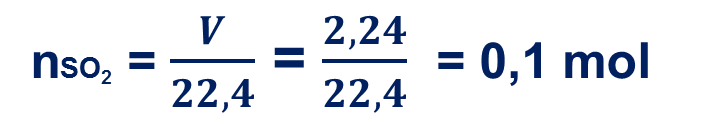 nSO₂ = V/22,4 = 2,24/22,4 = 0,1 mol